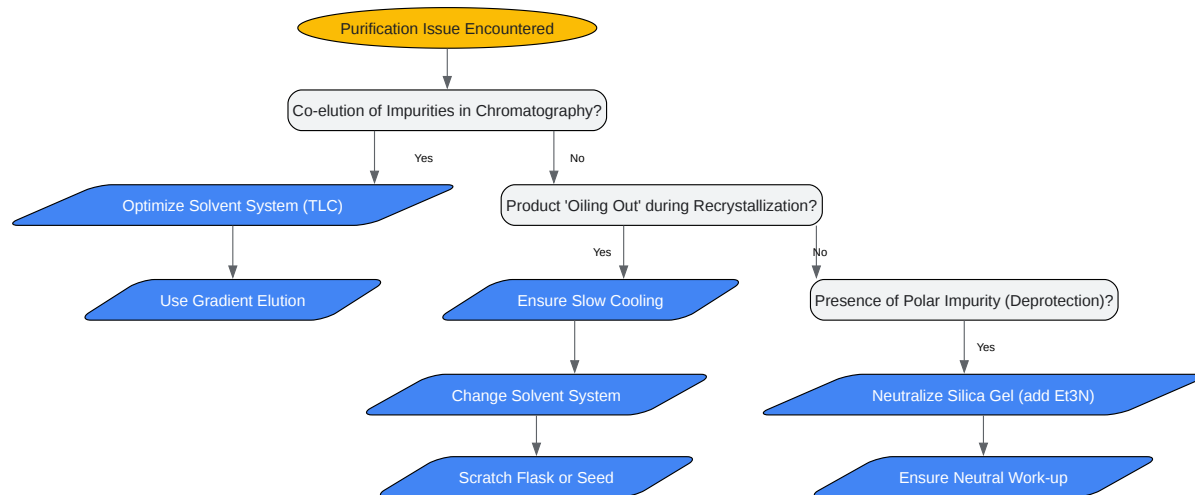 Purification Issue Encountered
Co-elution of Impurities in Chromatography?
Yes
No
Optimize Solvent System (TLC)
Product 'Oiling Out' during Recrystallization?
Yes
No
Use Gradient Elution
Ensure Slow Cooling
Presence of Polar Impurity (Deprotection)?
Yes
Change Solvent System
Neutralize Silica Gel (add Et3N)
Scratch Flask or Seed
Ensure Neutral Work-up